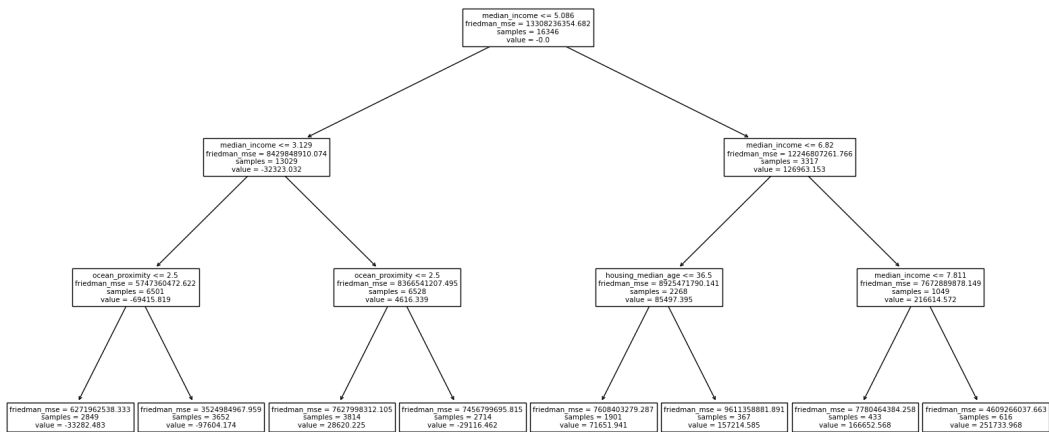 median_income <= 5.086
friedman_mse = 13308236354.682
samples = 16346
value = -0.0
median_income <= 3.129
friedman_mse = 8429848910.074
samples = 13029
value = -32323.032
median_income <= 6.82
friedman_mse = 12246807261.766
samples = 3317
value = 126963.153
ocean_proximity <= 2.5
friedman_mse = 5747360472.622
samples = 6501
value = -69415.819
ocean_proximity <= 2.5
friedman_mse = 8366541207.495
samples = 6528
value = 4616.339
housing_median_age <= 36.5
friedman_mse = 8925471790.141
samples = 2268
value = 85497.395
median_income <= 7.811
friedman_mse = 7672889878.149
samples = 1049
value = 216614.572
friedman_mse = 6271962538.333
samples = 2849
value = -33282.483
friedman_mse = 3524984967.959
samples = 3652
value = -97604.174
friedman_mse = 7627998312.105
samples = 3814
value = 28620.225
friedman_mse = 7456799695.815
samples = 2714
value = -29116.462
friedman_mse = 7608403279.287
samples = 1901
value = 71651.941
friedman_mse = 9611358881.891
samples = 367
value = 157214.585
friedman_mse = 7780464384.258
samples = 433
value = 166652.568
friedman_mse = 4609266037.663
samples = 616
value = 251733.968